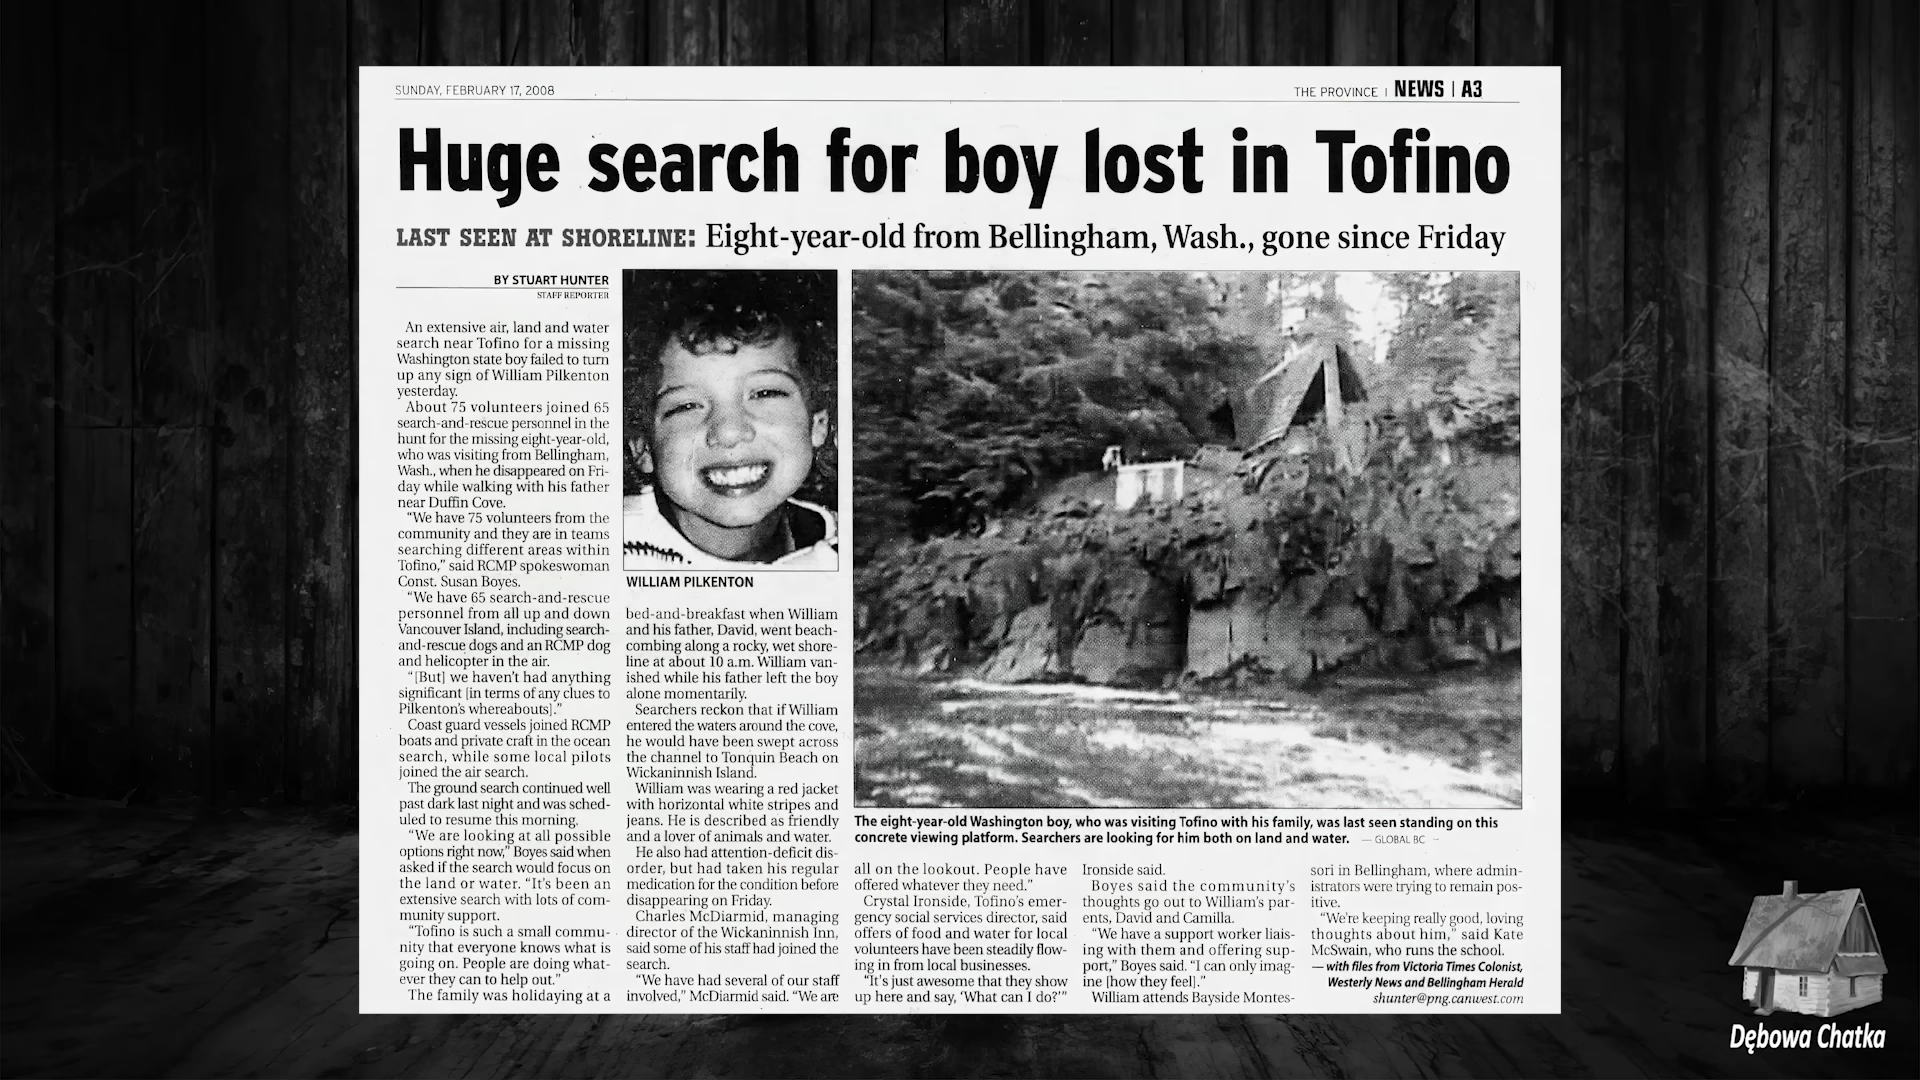 SUNDAY, FEBRUARY 17, 2008
THE PROVINCE | NEWS | A3
Huge search for boy lost in Tofino
LAST SEEN AT SHORELINE: Eight-year-old from Bellingham, Wash., gone since Friday
BY STUART HUNTER
STAFF REPORTER
An extensive air, land and water
search near Tofino for a missing
Washington state boy failed to turn
up any sign of William Pilkenton
yesterday.
About 75 volunteers joined 65
search-and-rescue personnel in the
hunt for the missing eight-year-old,
who was visiting from Bellingham,
Wash., when he disappeared on Fri-
day while walking with his father
near Duffin Cove.
“We have 75 volunteers from the
community and they are in teams
searching different areas within
Tofino,” said RCMP spokeswoman
Const. Susan Boyes.
“We have 65 search-and-rescue
personnel from all up and down
Vancouver Island, including search-
and-rescue dogs and an RCMP dog
and helicopter in the air.
“[But] we haven’t had anything
significant [in terms of any clues to
Pilkenton’s whereabouts].”
Coast guard vessels joined RCMP
boats and private craft in the ocean
search, while some local pilots
joined the air search.
The ground search continued well
past dark last night and was sched-
uled to resume this morning.
“We are looking at all possible
options right now,” Boyes said when
asked if the search would focus on
the land or water. “It’s been an
extensive search with lots of com-
munity support.
“Tofino is such a small commu-
nity that everyone knows what is
going on. People are doing what-
ever they can to help out.”
The family was holidaying at a
WILLIAM PILKENTON
bed-and-breakfast when William
and his father, David, went beach-
combing along a rocky, wet shore-
line at about 10 a.m. William van-
ished while his father left the boy
alone momentarily.
Searchers reckon that if William
entered the waters around the cove,
he would have been swept across
the channel to Tonquin Beach on
Wickaninnish Island.
William was wearing a red jacket
with horizontal white stripes and
jeans. He is described as friendly
and a lover of animals and water.
He also had attention-deficit dis-
order, but had taken his regular
medication for the condition before
disappearing on Friday.
Charles McDiarmid, managing
director of the Wickaninnish Inn,
said some of his staff had joined the
search.
“We have had several of our staff
involved,” McDiarmid said. “We are
The eight-year-old Washington boy, who was visiting Tofino with his family, was last seen standing on this
concrete viewing platform. Searchers are looking for him both on land and water. — GLOBAL BC
all on the lookout. People have
offered whatever they need.”
Crystal Ironside, Tofino’s emer-
gency social services director, said
offers of food and water for local
volunteers have been steadily flow-
ing in from local businesses.
“It’s just awesome that they show
up here and say, ‘What can I do?’”
Ironside said.
Boyes said the community’s
thoughts go out to William’s par-
ents, David and Camilla.
“We have a support worker liais-
ing with them and offering sup-
port,” Boyes said. “I can only imag-
ine [how they feel].”
William attends Bayside Montes-
sori in Bellingham, where admin-
istrators were trying to remain pos-
itive.
“We’re keeping really good, loving
thoughts about him,” said Kate
McSwain, who runs the school.
— with files from Victoria Times Colonist,
Westerly News and Bellingham Herald
shunter@png.canwest.com
Dębowa Chatka